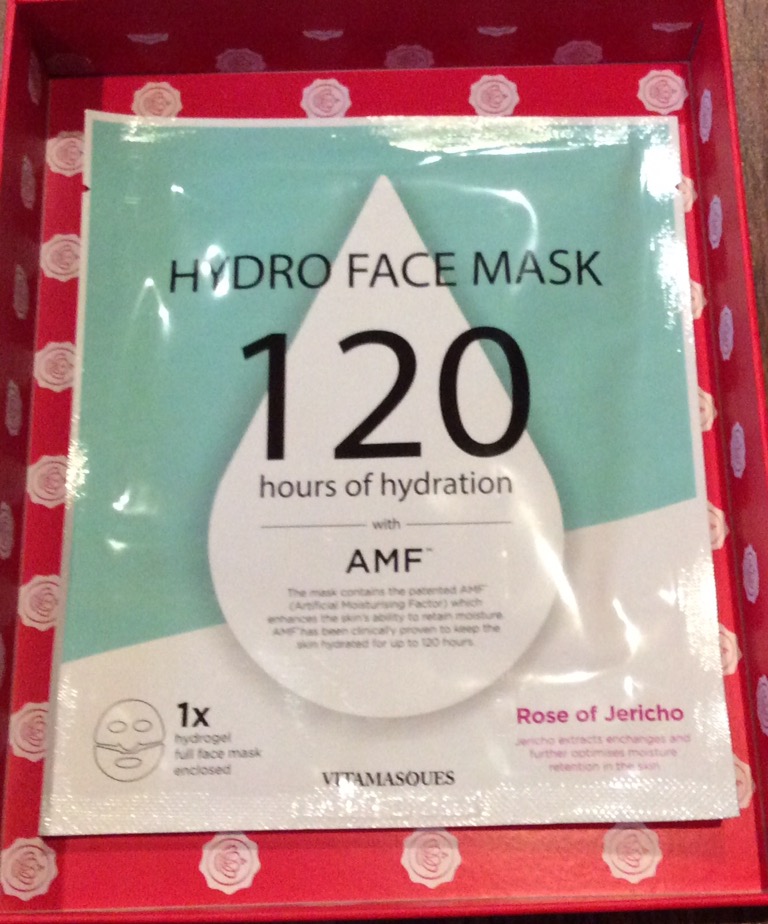 HYDRO FACE MASK
120
hours of hydration
with
AMF™
The mask contains the patented AMF™
(Artificial Moisturising Factor) which
enhances the skin's ability to retain moisture.
AMF™ has been clinically proven to keep the
skin hydrated for up to 120 hours.
1x
hydrogel
full face mask
enclosed
Rose of Jericho
Jericho extracts enchanges and
further optimises moisture
retention in the skin
VITAMASQUES